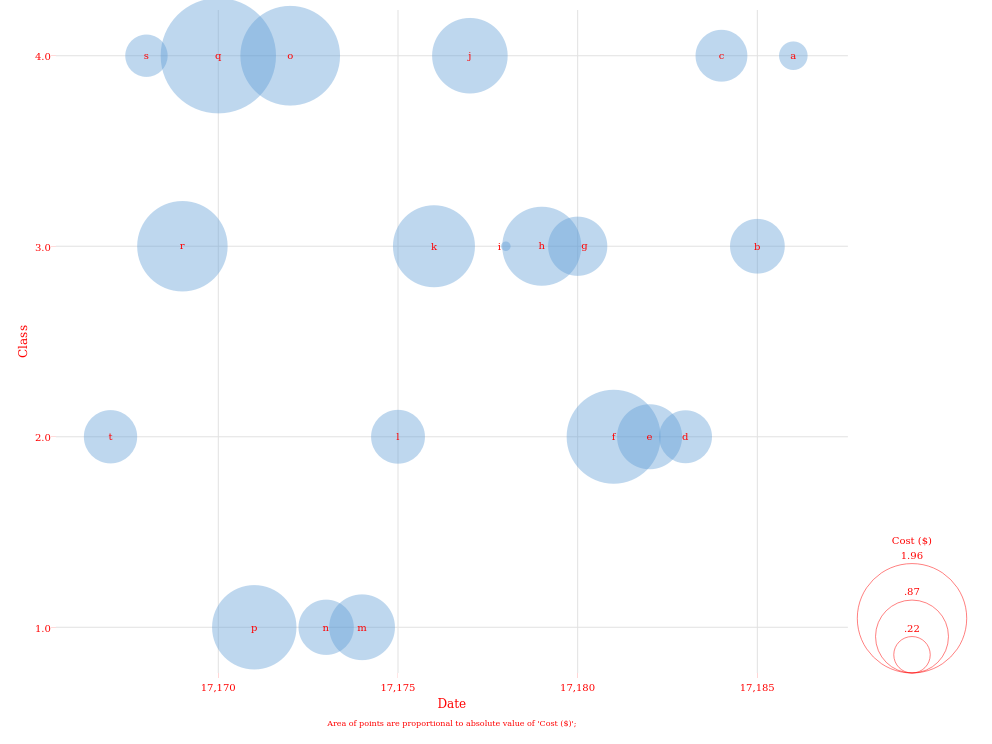 4.0 s q o j c a
3.0 r k i h g b
Class
2.0 t l f e d
1.0 p n m
17,170 17,175 17,180 17,185
Date
Area of points are proportional to absolute value of 'Cost ($)';
Cost ($)
1.96
.87
.22